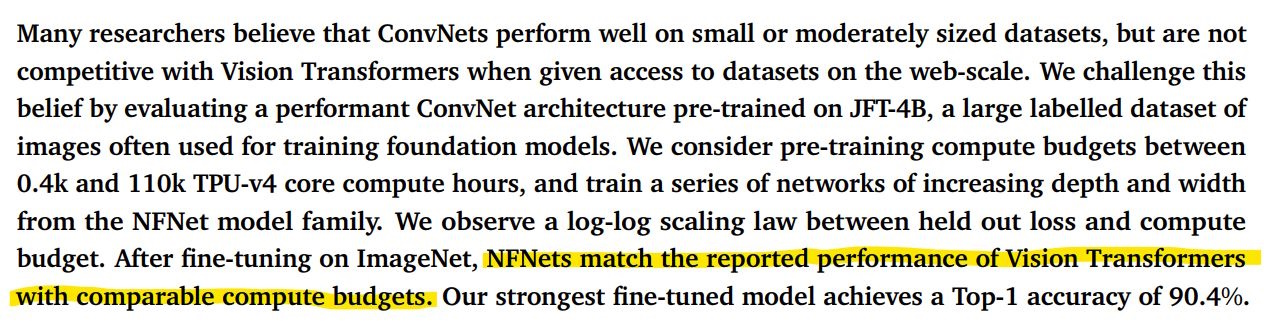 Many researchers believe that ConvNets perform well on small or moderately sized datasets, but are not
competitive with Vision Transformers when given access to datasets on the web-scale. We challenge this
belief by evaluating a performant ConvNet architecture pre-trained on JFT-4B, a large labelled dataset of
images often used for training foundation models. We consider pre-training compute budgets between
0.4k and 110k TPU-v4 core compute hours, and train a series of networks of increasing depth and width
from the NFNet model family. We observe a log-log scaling law between held out loss and compute
budget. After fine-tuning on ImageNet, NFNets match the reported performance of Vision Transformers
with comparable compute budgets. Our strongest fine-tuned model achieves a Top-1 accuracy of 90.4%.